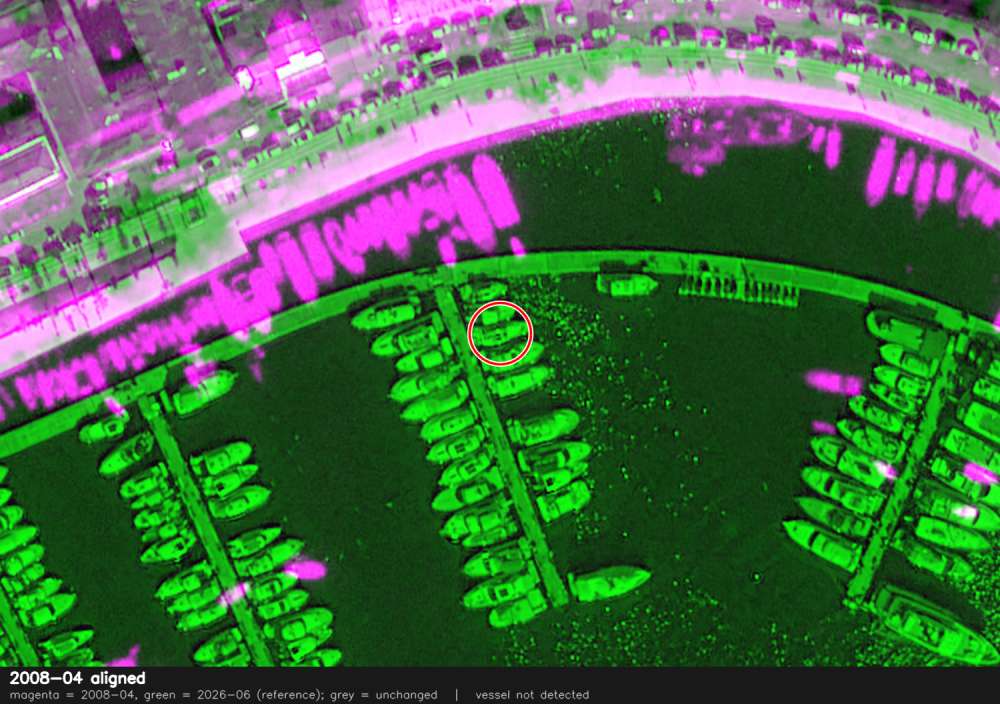 2008-04 aligned
magenta = 2008-04, green = 2026-06 (reference); grey = unchanged | vessel not detected